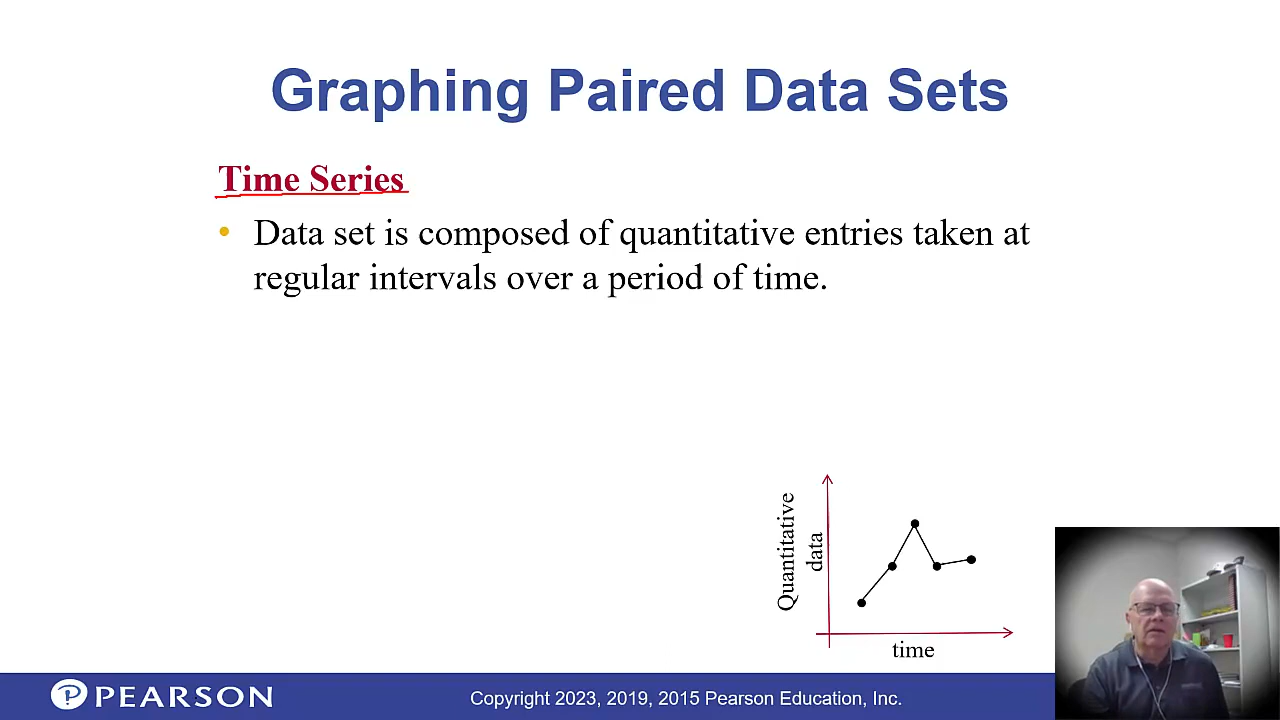 Graphing Paired Data Sets
Time Series
• Data set is composed of quantitative entries taken at
regular intervals over a period of time.
Quantitative
data
time
PEARSON
Copyright 2023, 2019, 2015 Pearson Education, Inc.